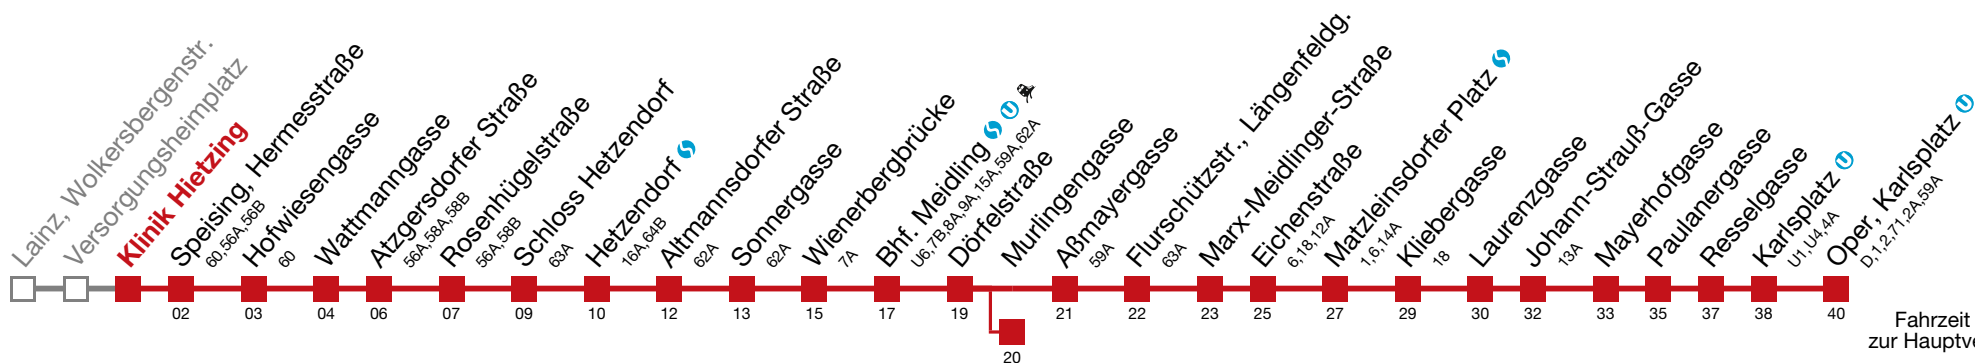 Lainz, Wolkersbergenstr.
Versorgungsheimplatz
Klinik Hietzing
Speising, Hermesstraße
60,56A,56B
Hofwiesengasse
60
Wattmanngasse
Atzgersdorfer Straße
56A,58A,58B
Rosenhügelstraße
56A,58B
Schloss Hetzendorf
63A
Hetzendorf
16A,64B
Altmannsdorfer Straße
62A
Sonnergasse
62A
Wienerbergbrücke
7A
Bhf. Meidling
U6,7B,8A,9A,15A,59A,62A
Dörfelstraße
Murlingengasse
Aßmayergasse
59A
Flurschützstr., Längenfeldg.
63A
Marx-Meidlinger-Straße
Eichenstraße
6,18,12A
Matzleinsdorfer Platz
1,6,14A
Kliebergasse
18
Laurenzgasse
Johann-Strauß-Gasse
13A
Mayerhofgasse
Paulanergasse
Resselgasse
Karlsplatz U
U1,U4,4A
Oper, Karlsplatz U
D,1,2,71,2A,59A
02 03 04 06 07 09 10 12 13 15 17 19 21 22 23 25 27 29 30 32 33 35 37 38 40
20
Fahrzeit
zur Hauptve